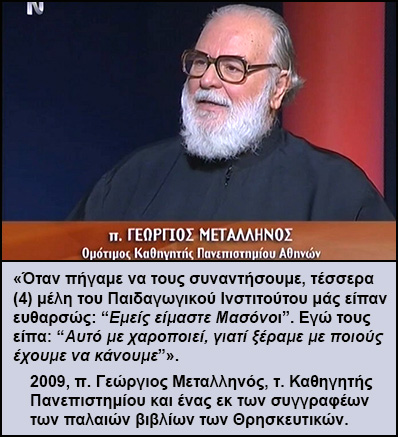 N
π. ΓΕΩΡΓΙΟΣ ΜΕΤΑΛΛΗΝΟΣ
Ομότιμος Καθηγητής Πανεπιστημίου Αθηνών
«Όταν πήγαμε να τους συναντήσουμε, τέσσερα
(4) μέλη του Παιδαγωγικού Ινστιτούτου μάς είπαν
ευθαρσώς: “Εμείς είμαστε Μασόνοι”. Εγώ τους
είπα: “Αυτό με χαροποιεί, γιατί ξέραμε με ποιούς
έχουμε να κάνουμε”».
2009, π. Γεώργιος Μεταλληνός, τ. Καθηγητής
Πανεπιστημίου και ένας εκ των συγγραφέων
των παλαιών βιβλίων των Θρησκευτικών.